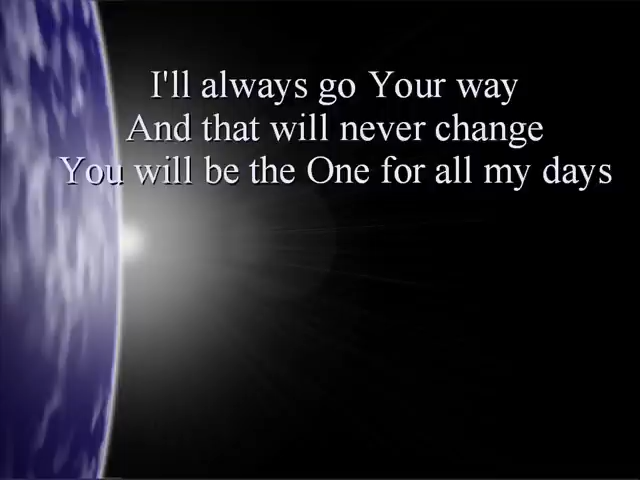 I'll always go Your way
And that will never change
You will be the One for all my days